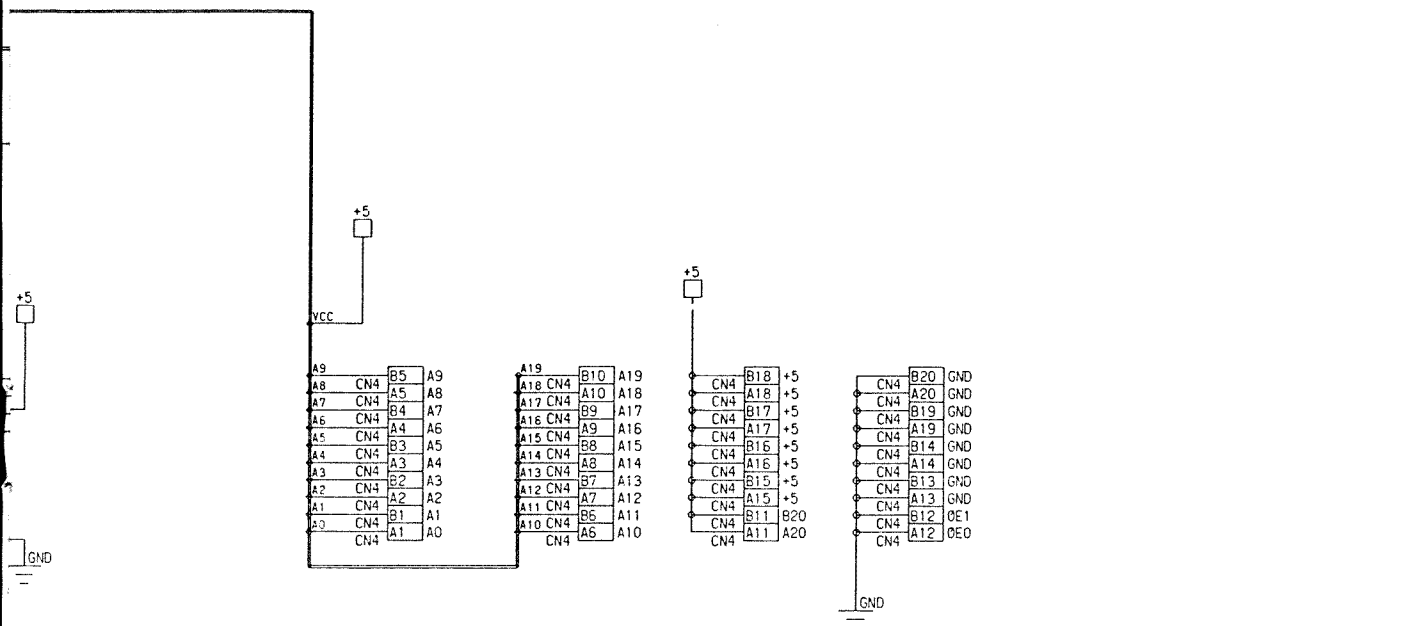 +5
+5
+5
VCC
A9 CN4 B5 A9
A8 CN4 A5 A8
A7 CN4 B4 A7
A6 CN4 A4 A6
A5 CN4 B3 A5
A4 CN4 A3 A4
A3 CN4 B2 A3
A2 CN4 A2 A2
A1 CN4 B1 A1
A0 CN4 A1 A0
A19 CN4 B10 A19
A18 CN4 A10 A18
A17 CN4 B9 A17
A16 CN4 A9 A16
A15 CN4 B8 A15
A14 CN4 A8 A14
A13 CN4 B7 A13
A12 CN4 A7 A12
A11 CN4 B6 A11
A10 CN4 A6 A10
CN4 B18 +5
CN4 A18 +5
CN4 B17 +5
CN4 A17 +5
CN4 B16 +5
CN4 A16 +5
CN4 B15 +5
CN4 A15 +5
CN4 B11 B20
CN4 A11 A20
CN4 B20 GND
CN4 A20 GND
CN4 B19 GND
CN4 A19 GND
CN4 B14 GND
CN4 A14 GND
CN4 B13 GND
CN4 A13 GND
CN4 B12 OE1
CN4 A12 OE0
GND
GND